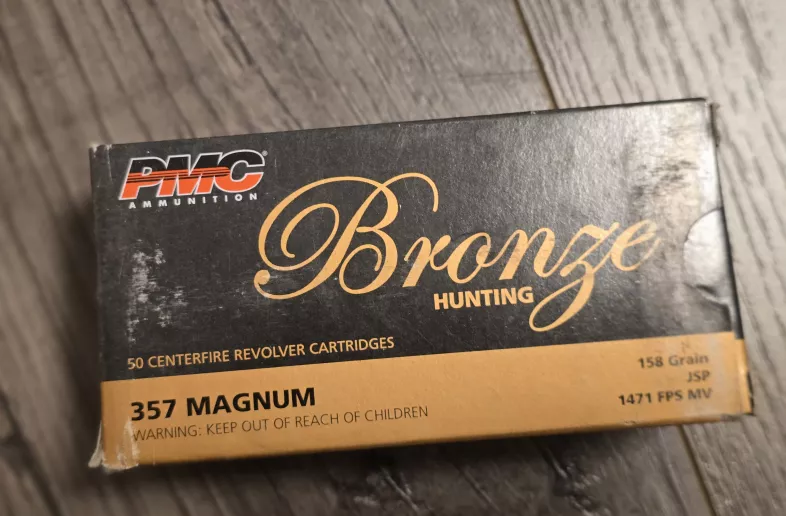 PMC
AMMUNITION
Bronze
HUNTING
50 CENTERFIRE REVOLVER CARTRIDGES
357 MAGNUM
WARNING: KEEP OUT OF REACH OF CHILDREN
158 Grain
JSP
1471 FPS MV